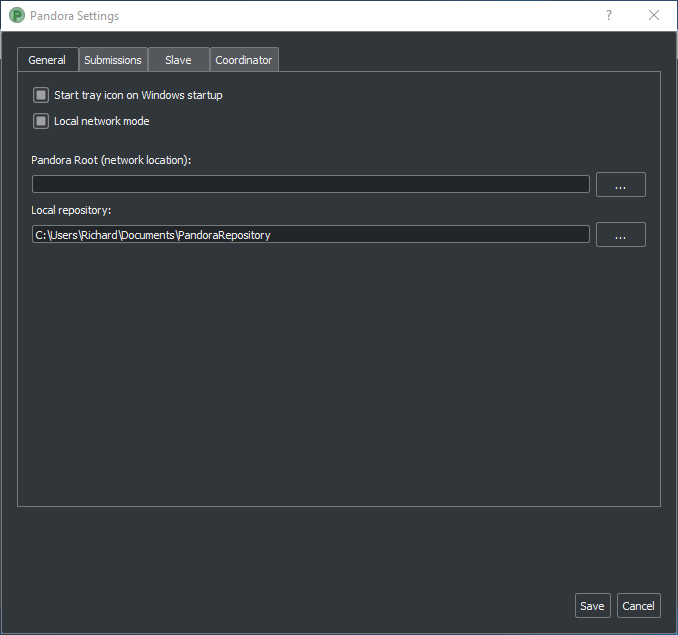 P Pandora Settings ?
General Submissions Slave Coordinator
Start tray icon on Windows startup
Local network mode
Pandora Root (network location):
...
Local repository:
C:\Users\Richard\Documents\PandoraRepository ...
Save Cancel